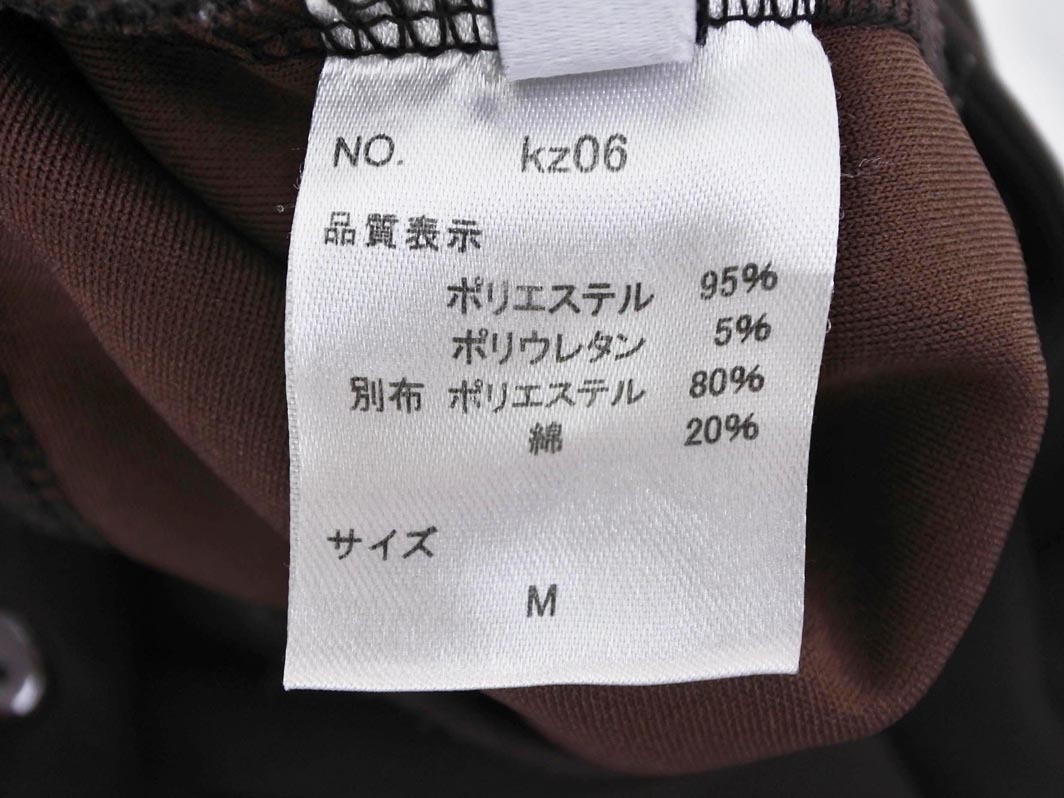 NO. kz06
品質表示
ポリエステル 95%
ポリウレタン 5%
別布 ポリエステル 80%
綿 20%
サイズ
M